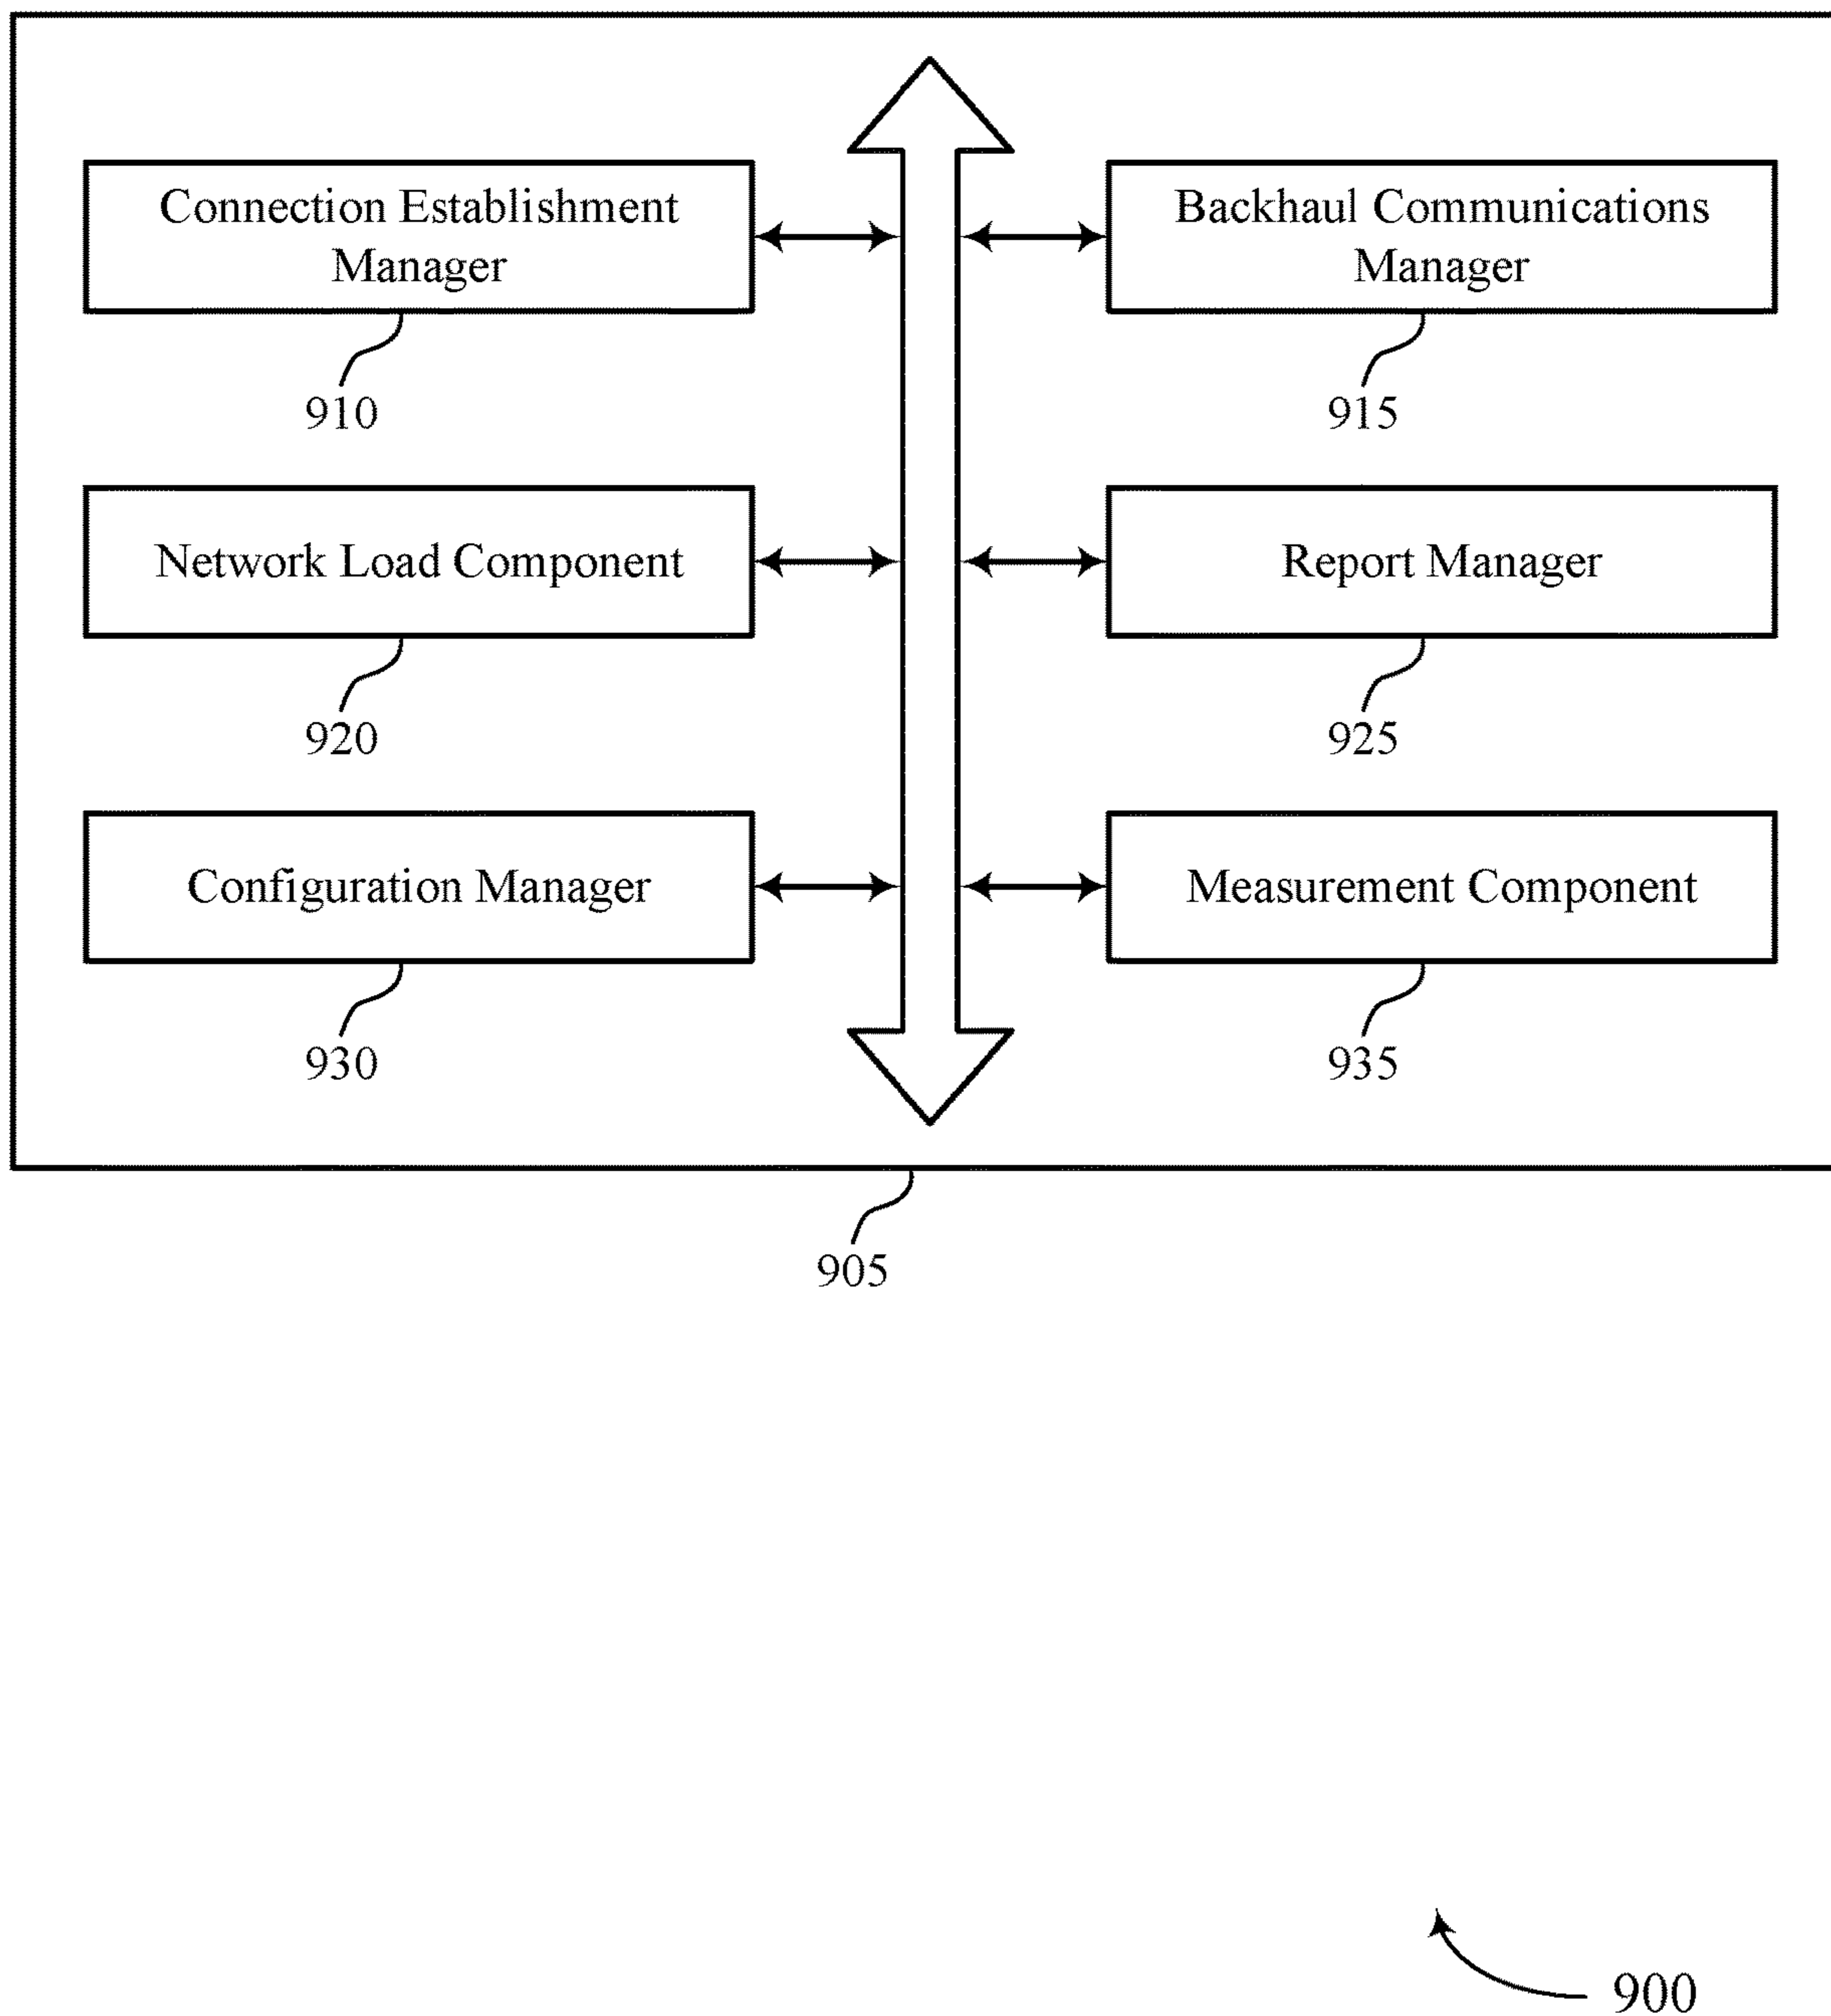 Connection Establishment
Manager
910
Backhaul Communications
Manager
915
Network Load Component
920
Report Manager
925
Configuration Manager
930
Measurement Component
935
905
900